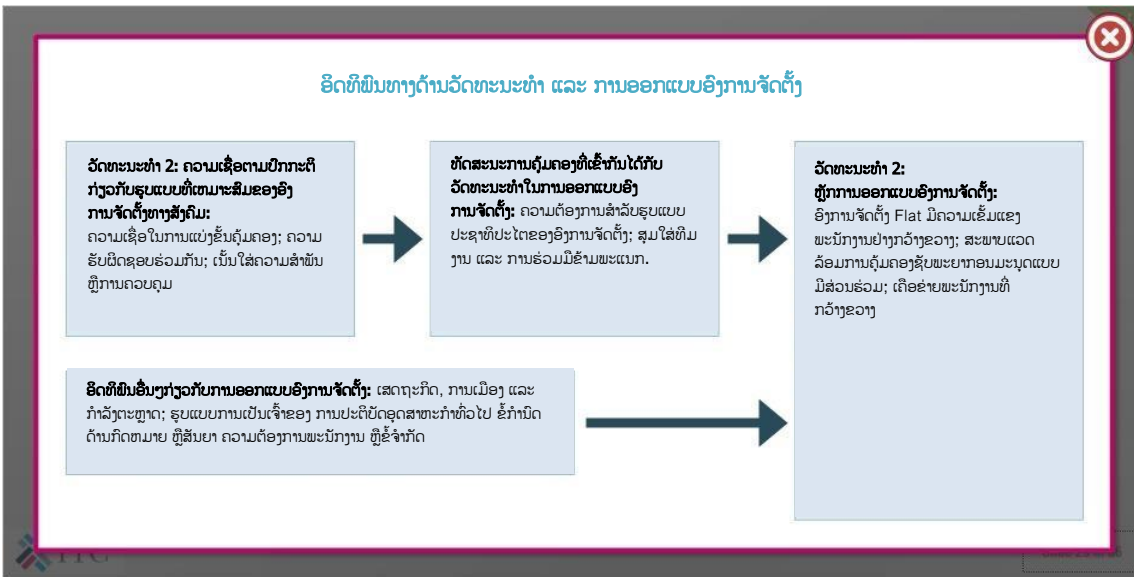 ອິດທິພົນທາງດ້ານວັດທະນະທຳ ແລະ ການອອກແບບອົງການຈັດຕັ້ງ
ວັດທະນະທຳ 2: ຄວາມເຊື່ອຕາມປົກກະຕິ
ກ່ຽວກັບຮູບແບບທີ່ເຫມາະສົມຂອງອົງ
ການຈັດຕັ້ງທາງສັງຄົມ:
ຄວາມເຊື່ອໃນການແບ່ງຂັ້ນຄຸ້ມຄອງ; ຄວາມ
ຮັບຜິດຊອບຮ່ວມກັນ; ເນັ້ນໃສ່ຄວາມສຳພັນ
ຫຼືການຄວບຄຸມ
ທັດສະນະການຄຸ້ມຄອງທີ່ເຂົ້າກັນໄດ້ກັບ
ວັດທະນະທຳໃນການອອກແບບອົງ
ການຈັດຕັ້ງ: ຄວາມຕ້ອງການສຳລັບຮູບແບບ
ປະຊາທິປະໄຕຂອງອົງການຈັດຕັ້ງ; ສຸມໃສ່ທີມ
ງານ ແລະ ການຮ່ວມມືຂ້າມພະແນກ.
ວັດທະນະທຳ 2:
ຫຼັກການອອກແບບອົງການຈັດຕັ້ງ:
ອົງການຈັດຕັ້ງ Flat ມີຄວາມເຂັ້ມແຂງ
ພະນັກງານຢ່າງກວ້າງຂວາງ; ສະພາບແວດ
ລ້ອມການຄຸ້ມຄອງຊັບພະຍາກອນມະນຸດແບບ
ມີສ່ວນຮ່ວມ; ເຄືອຂ່າຍພະນັກງານທີ່
ກວ້າງຂວາງ
ອິດທິພົນອື່ນໆກ່ຽວກັບການອອກແບບອົງການຈັດຕັ້ງ: ເສດຖະກິດ, ການເມືອງ ແລະ
ກຳລັງຕະຫຼາດ; ຮູບແບບການເປັນເຈົ້າຂອງ ການປະຕິບັດອຸດສາຫະກຳທົ່ວໄປ ຂໍ້ກຳນົດ
ດ້ານກົດຫມາຍ ຫຼືສັນຍາ ຄວາມຕ້ອງການພະນັກງານ ຫຼືຂໍ້ຈຳກັດ